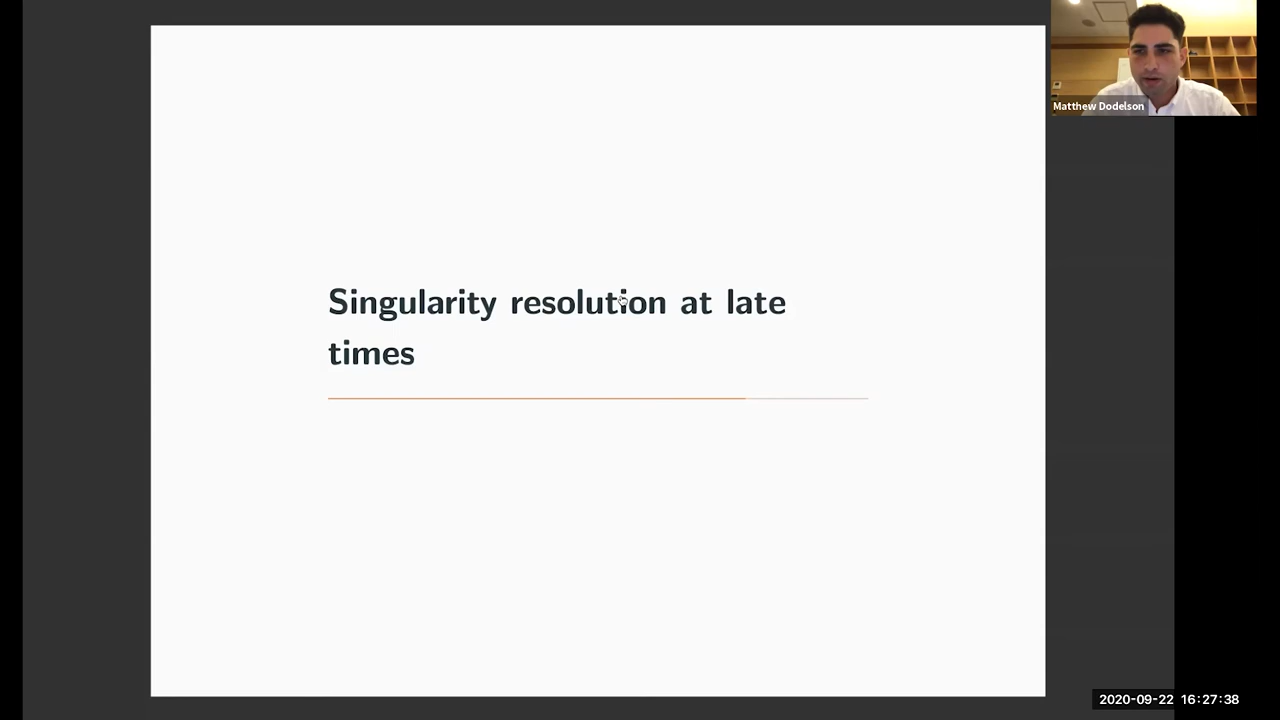 Matthew Dodelson
Singularity resolution at late
times
2020-09-22 16:27:38